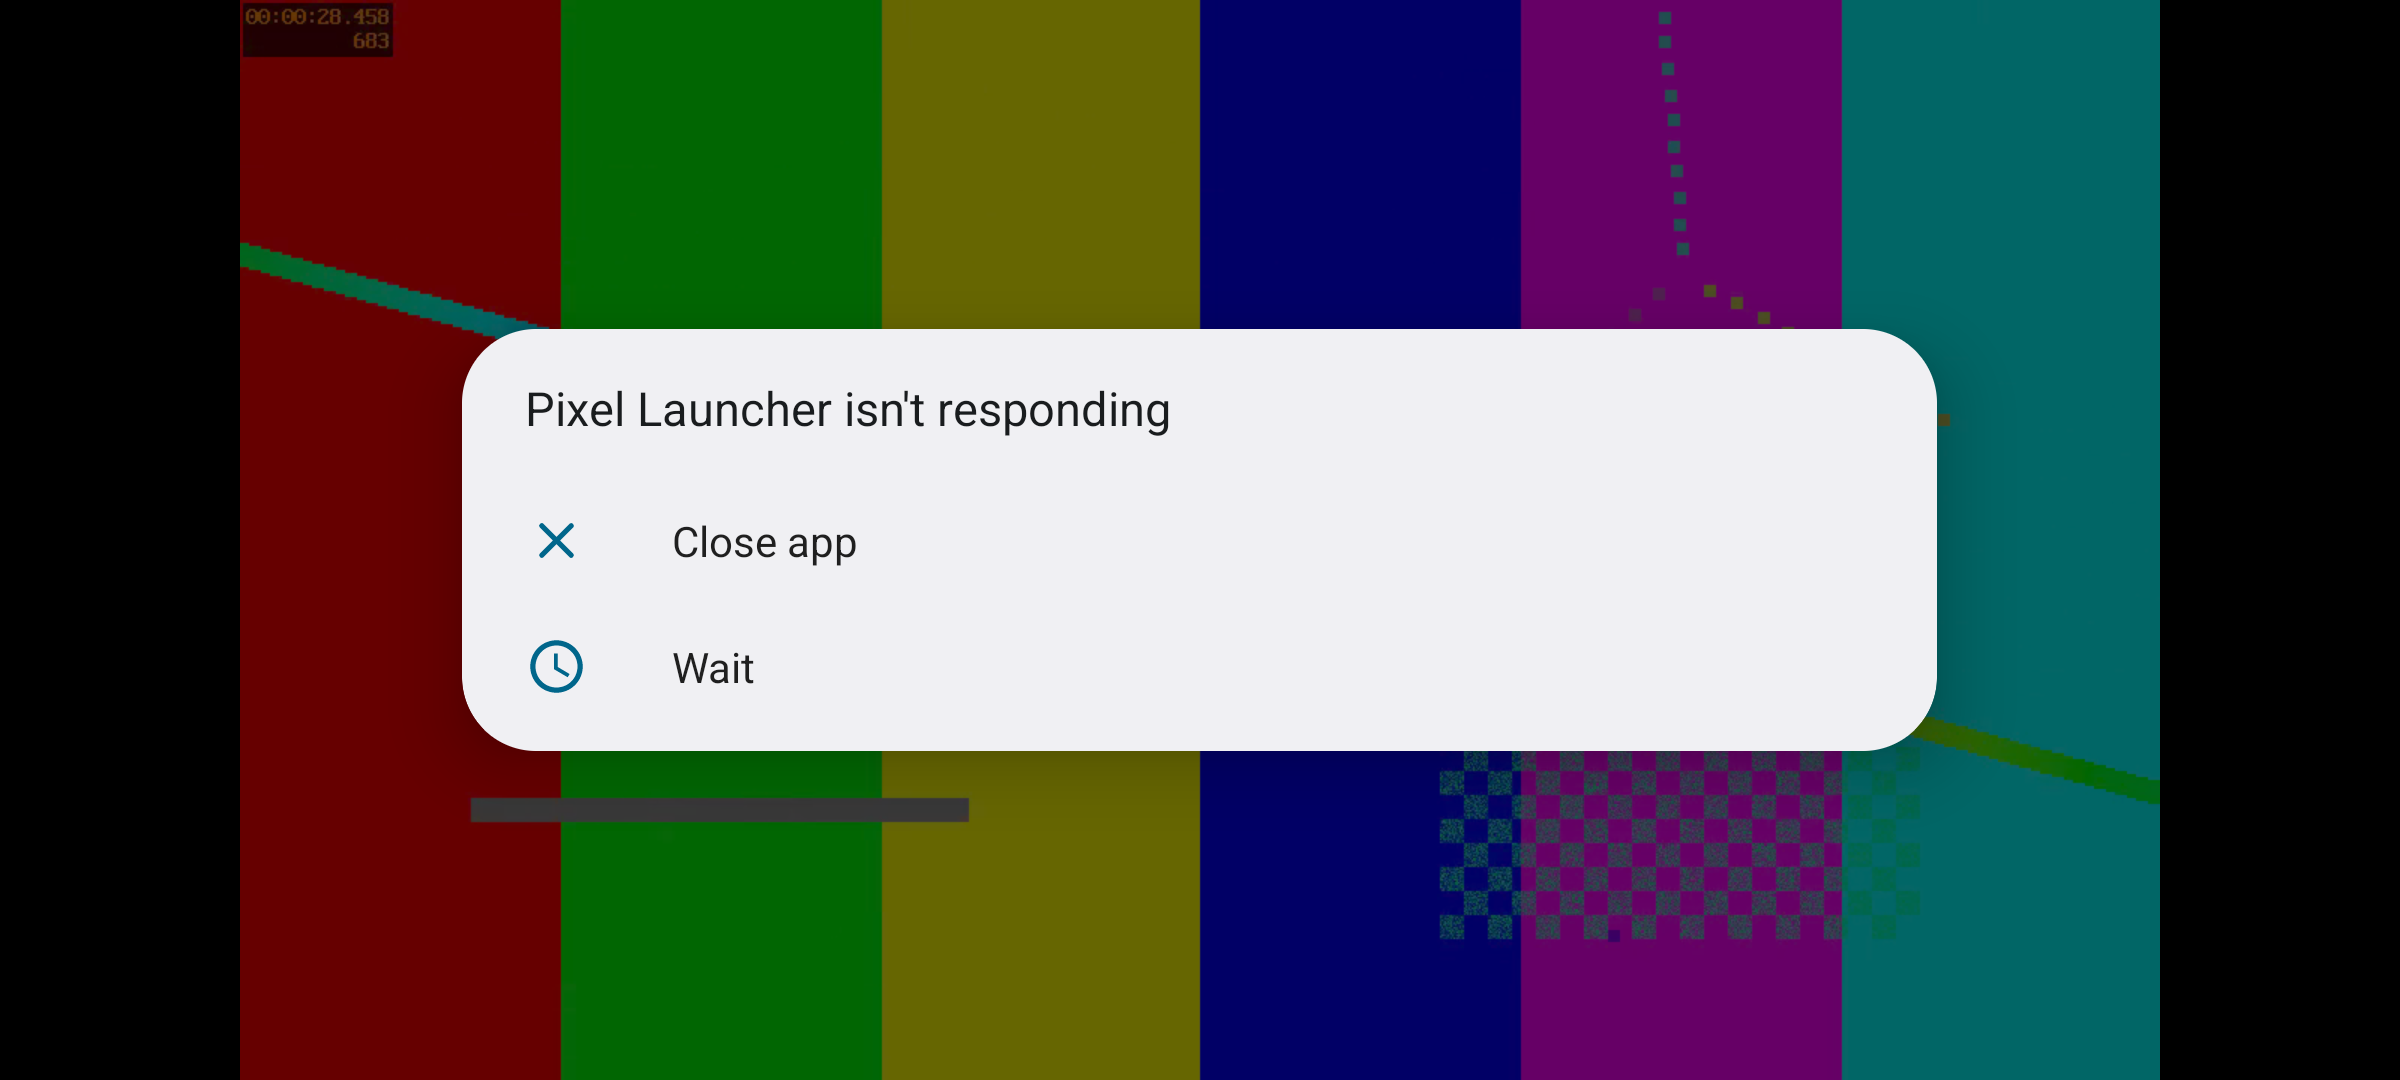 00:00:28.458
683
Pixel Launcher isn't responding
Close app
Wait